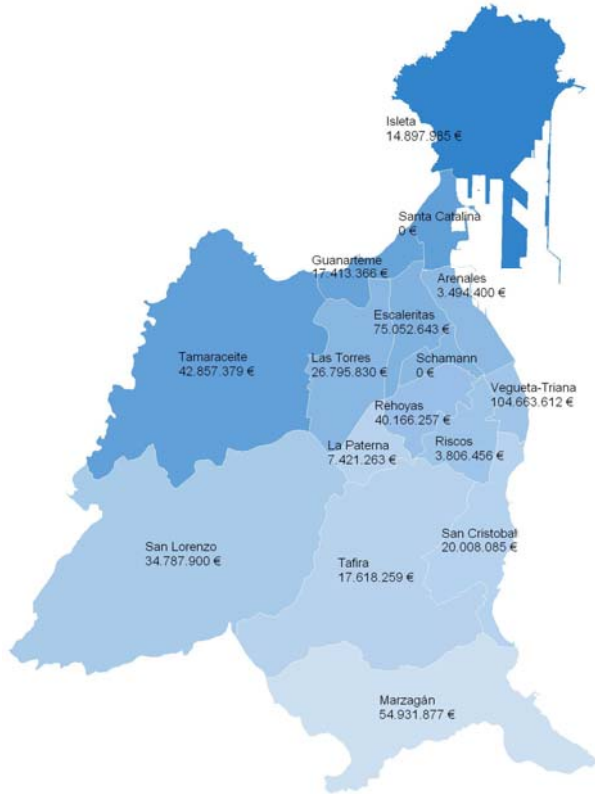 Isleta
14.897.985 €
Santa Catalina
0 €
Guanarteme
17.413.366 €
Arenales
3.494.400 €
Escaleritas
75.052.643 €
Tamaraceite
42.857.379 €
Las Torres
26.795.830 €
Schamann
0 €
Vegueta-Triana
104.663.612 €
Rehoyas
40.166.257 €
La Paterna
7.421.263 €
Riscos
3.806.456 €
San Lorenzo
34.787.900 €
San Cristobal
20.008.085 €
Tafira
17.618.259 €
Marzagán
54.931.877 €